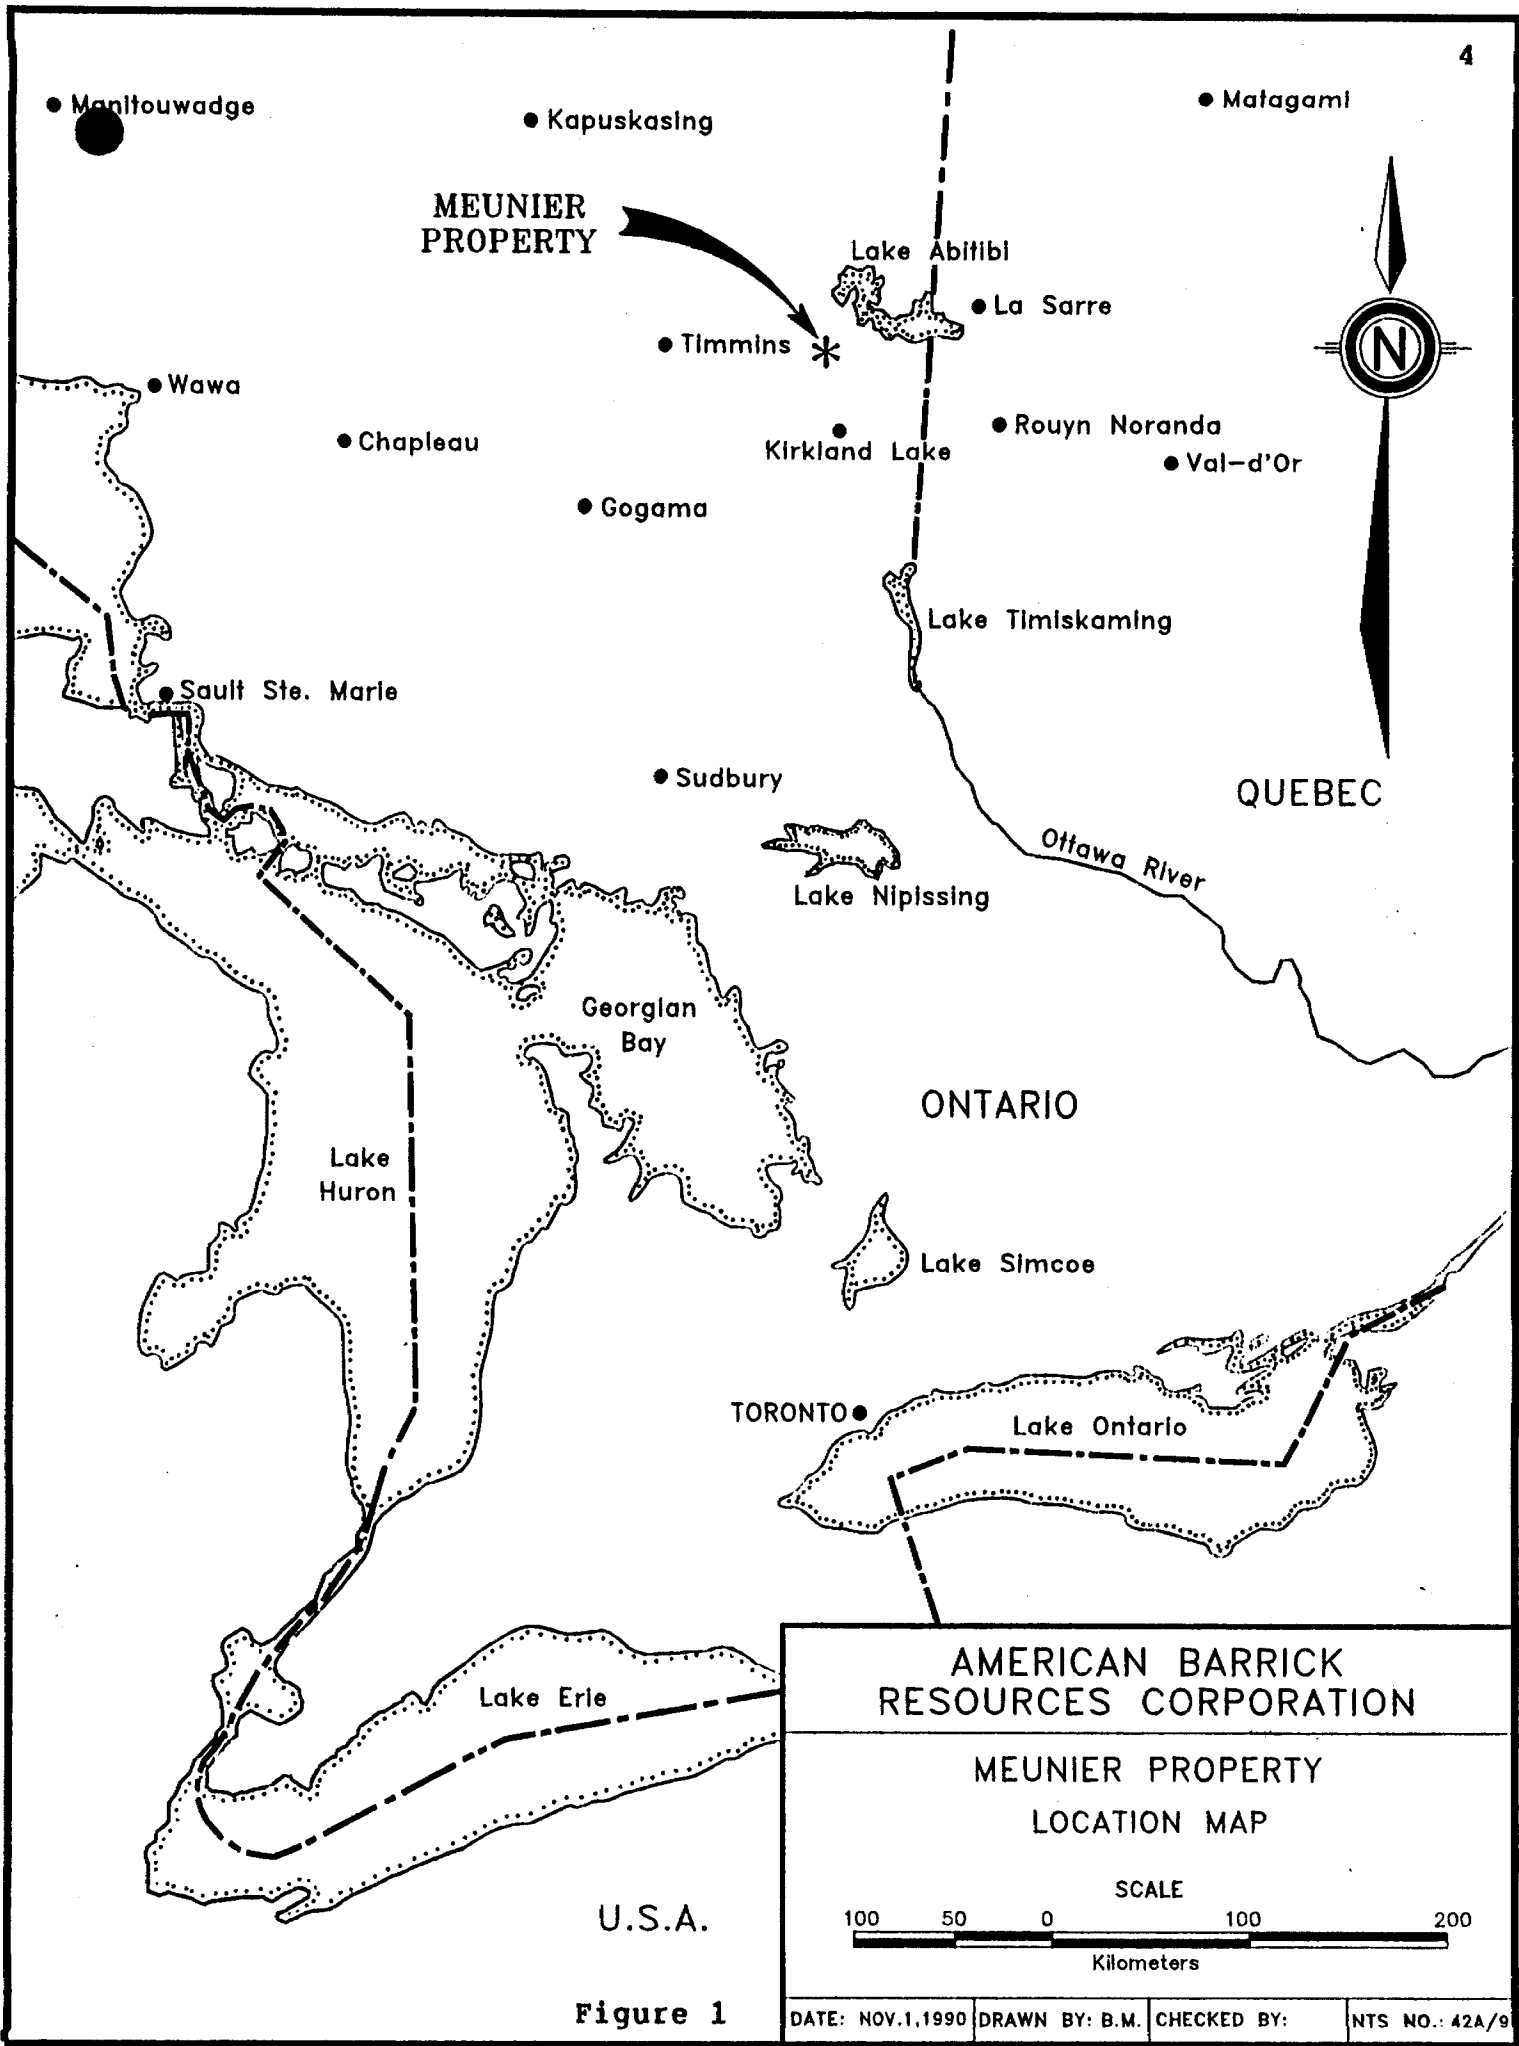 4
Manitouwadge
Kapuskasing
Matagami
MEUNIER
PROPERTY
Lake Abitibi
La Sarre
Timmins
N
Wawa
Chapleau
Kirkland Lake
Rouyn Noranda
Val-d'Or
Gogama
Lake Timiskaming
Sault Ste. Marie
Sudbury
QUEBEC
Ottawa River
Lake Nipissing
Georgian
Bay
ONTARIO
Lake
Huron
Lake Simcoe
TORONTO
Lake Ontario
Lake Erie
U.S.A.
Figure 1
AMERICAN BARRICK
RESOURCES CORPORATION
MEUNIER PROPERTY
LOCATION MAP
SCALE
100 50 0 100 200
Kilometers
DATE: NOV.1,1990 DRAWN BY: B.M. CHECKED BY: NTS NO.: 42A/9